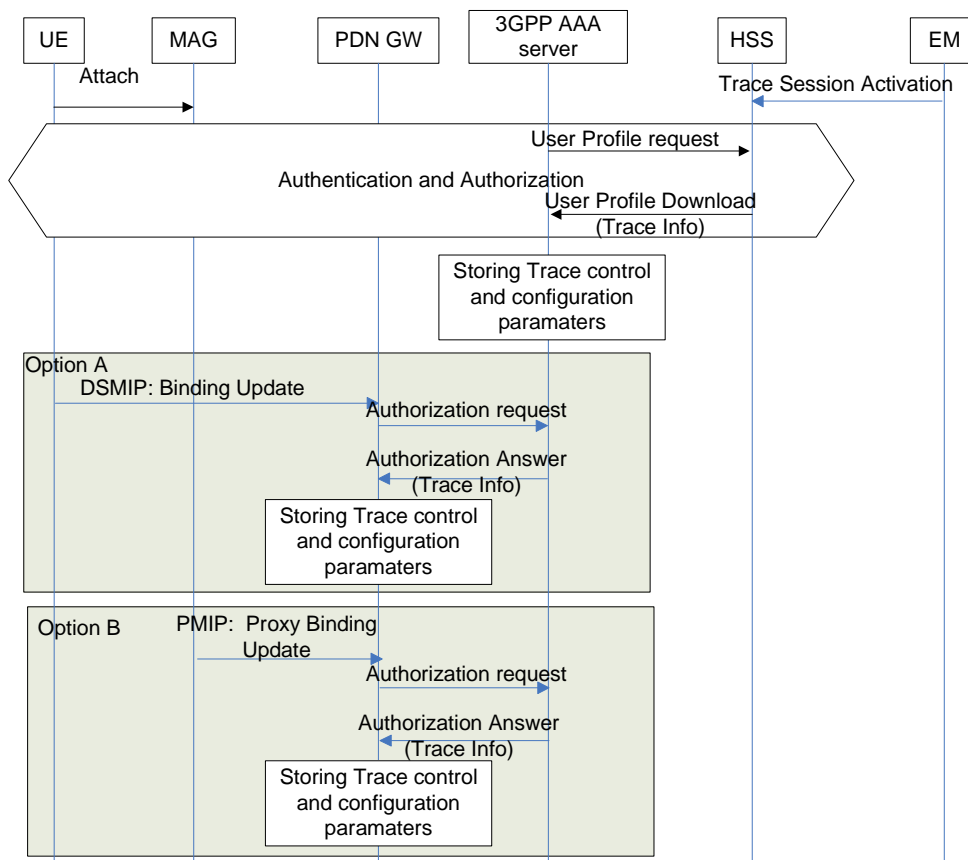 UE
MAG
PDN GW
3GPP AAA
server
HSS
EM
Attach
Trace Session Activation
User Profile request
Authentication and Authorization
User Profile Download
(Trace Info)
Storing Trace control
and configuration
paramaters
Option A
DSMIP: Binding Update
Authorization request
Authorization Answer
(Trace Info)
Storing Trace control
and configuration
paramaters
Option B
PMIP:  Proxy Binding
Update
Authorization request
Authorization Answer
(Trace Info)
Storing Trace control
and configuration
paramaters